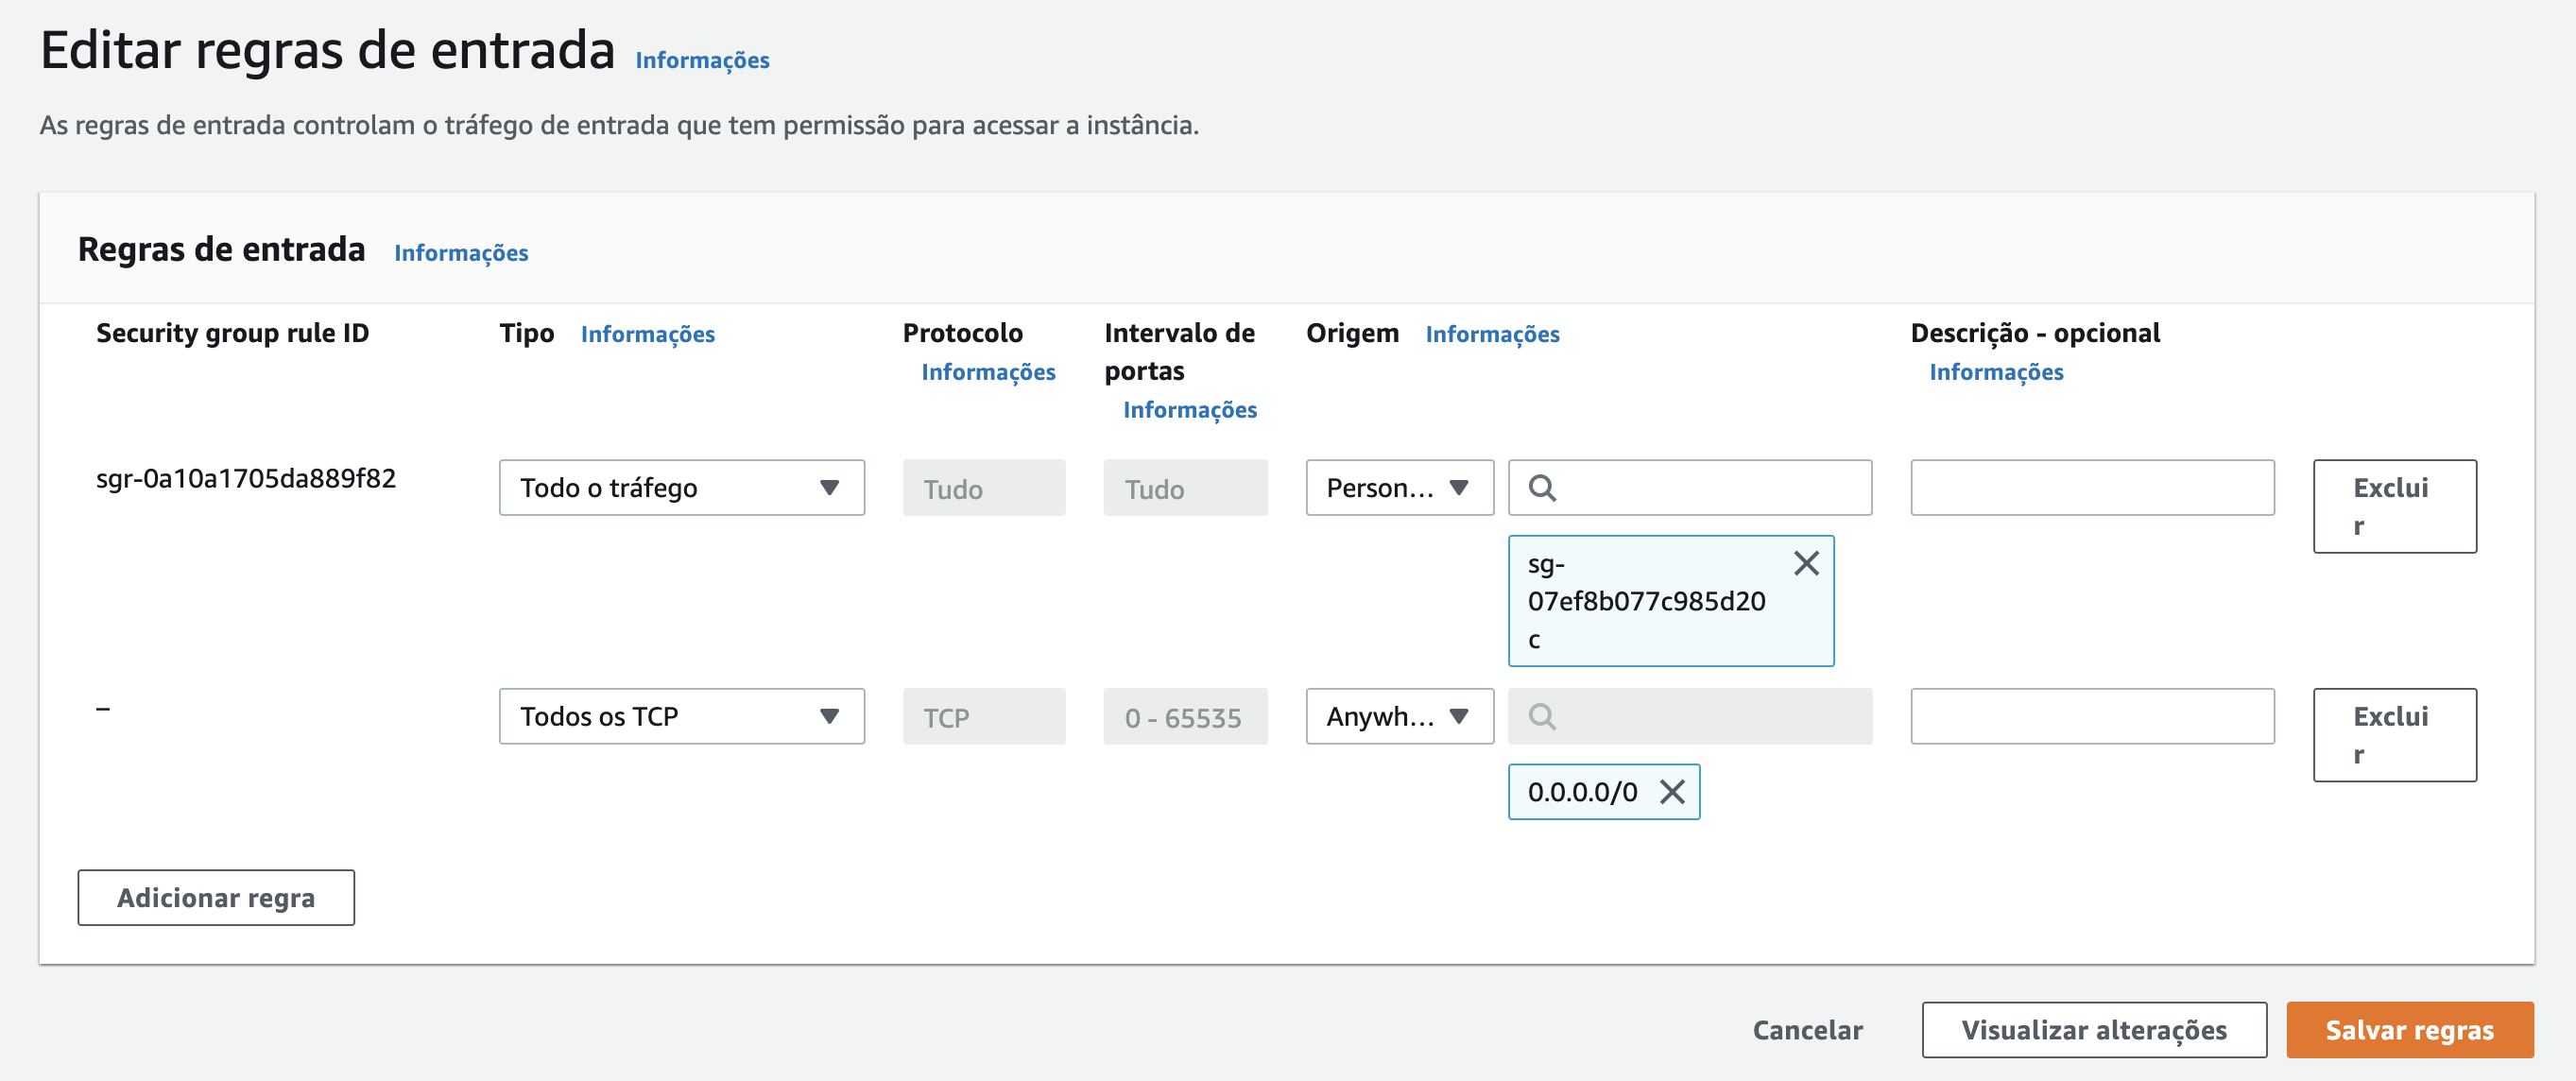 Editar regras de entrada Informações
As regras de entrada controlam o tráfego de entrada que tem permissão para acessar a instância.
Regras de entrada Informações
Security group rule ID
Tipo Informações
Protocolo
Informações
Intervalo de
portas
Informações
Origem Informações
Descrição - opcional
Informações
sgr-0a10a1705da889f82
Todo o tráfego
Tudo
Tudo
Person...
Exclui
r
sg-
07ef8b077c985d20
c
–
Todos os TCP
TCP
0 - 65535
Anywh...
Exclui
r
0.0.0.0/0
Adicionar regra
Cancelar
Visualizar alterações
Salvar regras